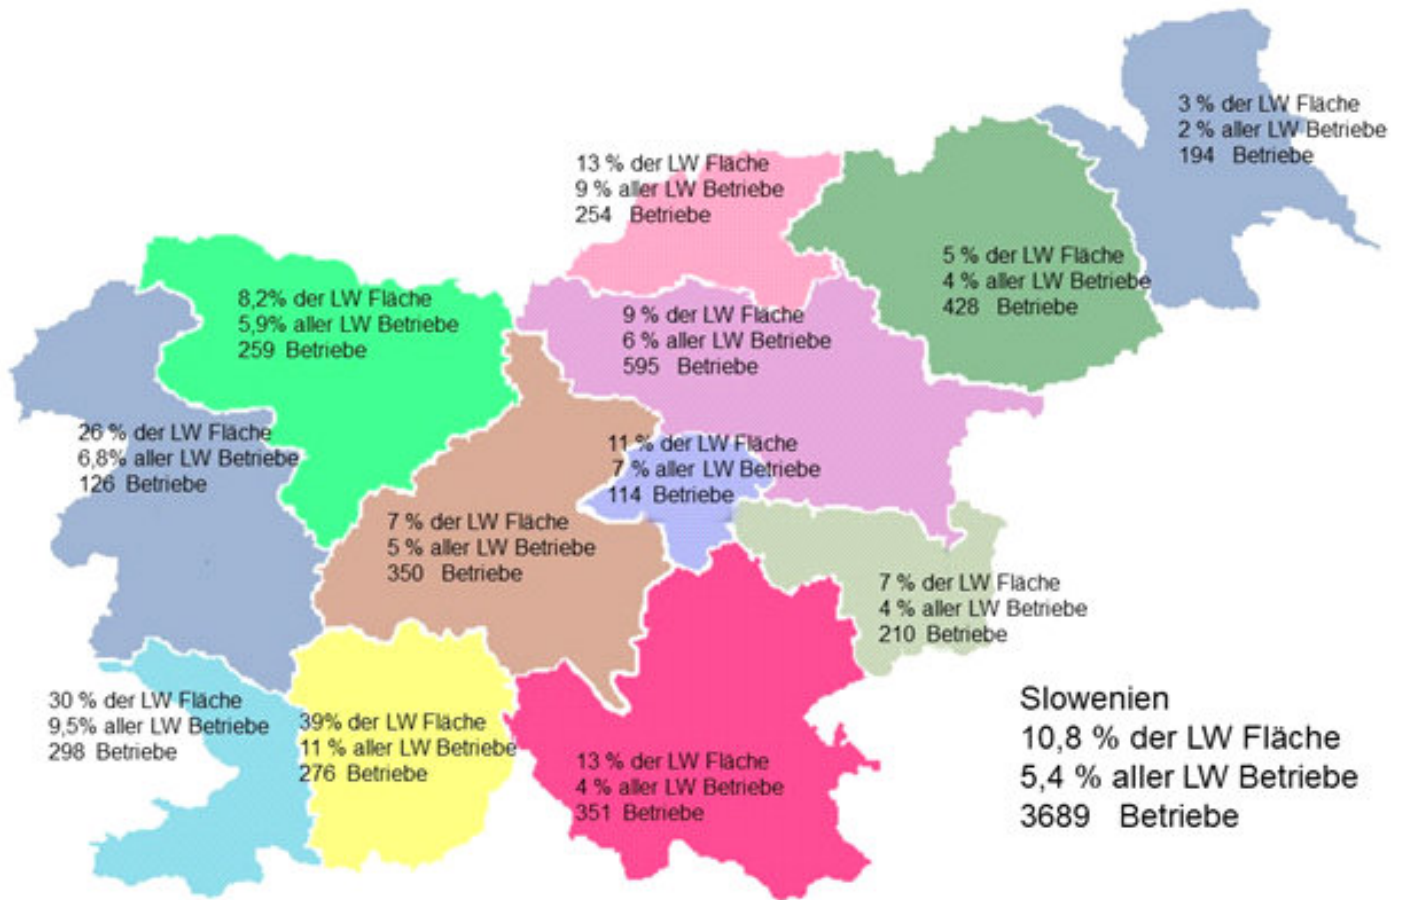 3 % der LW Fläche
2 % aller LW Betriebe
194 Betriebe
13 % der LW Fläche
9 % aller LW Betriebe
254 Betriebe
5 % der LW Fläche
4 % aller LW Betriebe
428 Betriebe
8,2% der LW Fläche
5,9% aller LW Betriebe
259 Betriebe
9 % der LW Fläche
6 % aller LW Betriebe
595 Betriebe
26 % der LW Fläche
6,8% aller LW Betriebe
126 Betriebe
11 % der LW Fläche
7 % aller LW Betriebe
114 Betriebe
7 % der LW Fläche
5 % aller LW Betriebe
350 Betriebe
7 % der LW Fläche
4 % aller LW Betriebe
210 Betriebe
30 % der LW Fläche
9,5% aller LW Betriebe
298 Betriebe
39% der LW Fläche
11 % aller LW Betriebe
276 Betriebe
13 % der LW Fläche
4 % aller LW Betriebe
351 Betriebe
Slowenien
10,8 % der LW Fläche
5,4 % aller LW Betriebe
3689 Betriebe